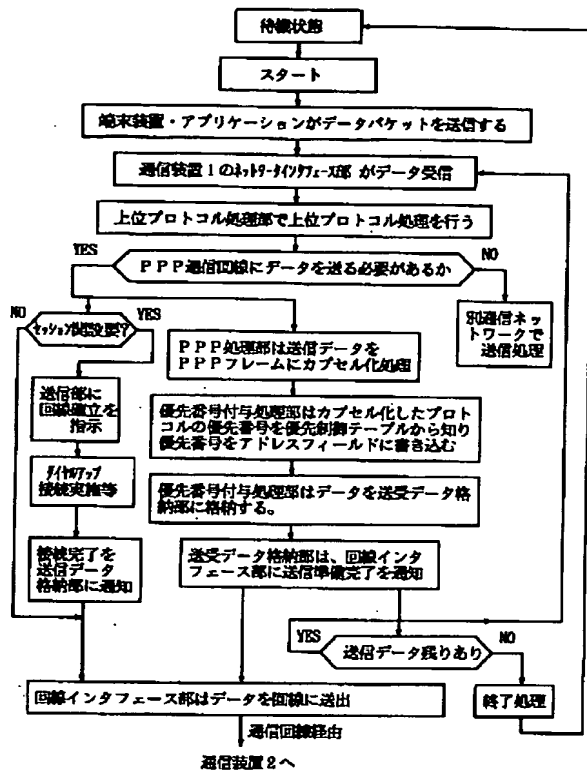 待機状態
スタート
端末装置・アプリケーションがデータパケットを送信する
通信装置1のﾈｯﾄﾜｰｸｲﾝﾀﾌｪｰｽ部 がデータ受信
上位プロトコル処理部で上位プロトコル処理を行う
YES
NO
PPP通信回線にデータを送る必要があるか
NO
YES
ｾｯｼｮﾝ開設要?
別通信ネッ
トワークで
送信処理
PPP処理部は送信データを
PPPフレームにカプセル化処理
送信部に
回線確立を
指示
優先番号付与処理部はカプセル化したプロト
コルの優先番号を優先制御テーブルから知り
優先番号をアドレスフィールドに書き込む
ﾀﾞｲﾔﾙｱｯﾌﾟ
接続実施等
優先番号付与処理部はデータを送受データ格
納部に格納する。
接続完了を
送信データ
格納部に通知
送受データ格納部は、回線インタ
フェース部に送信準備完了を通知
YES
NO
送信データ残りあり
回線インタフェース部はデータを回線に送出
終了処理
通信回線経由
通信装置2へ